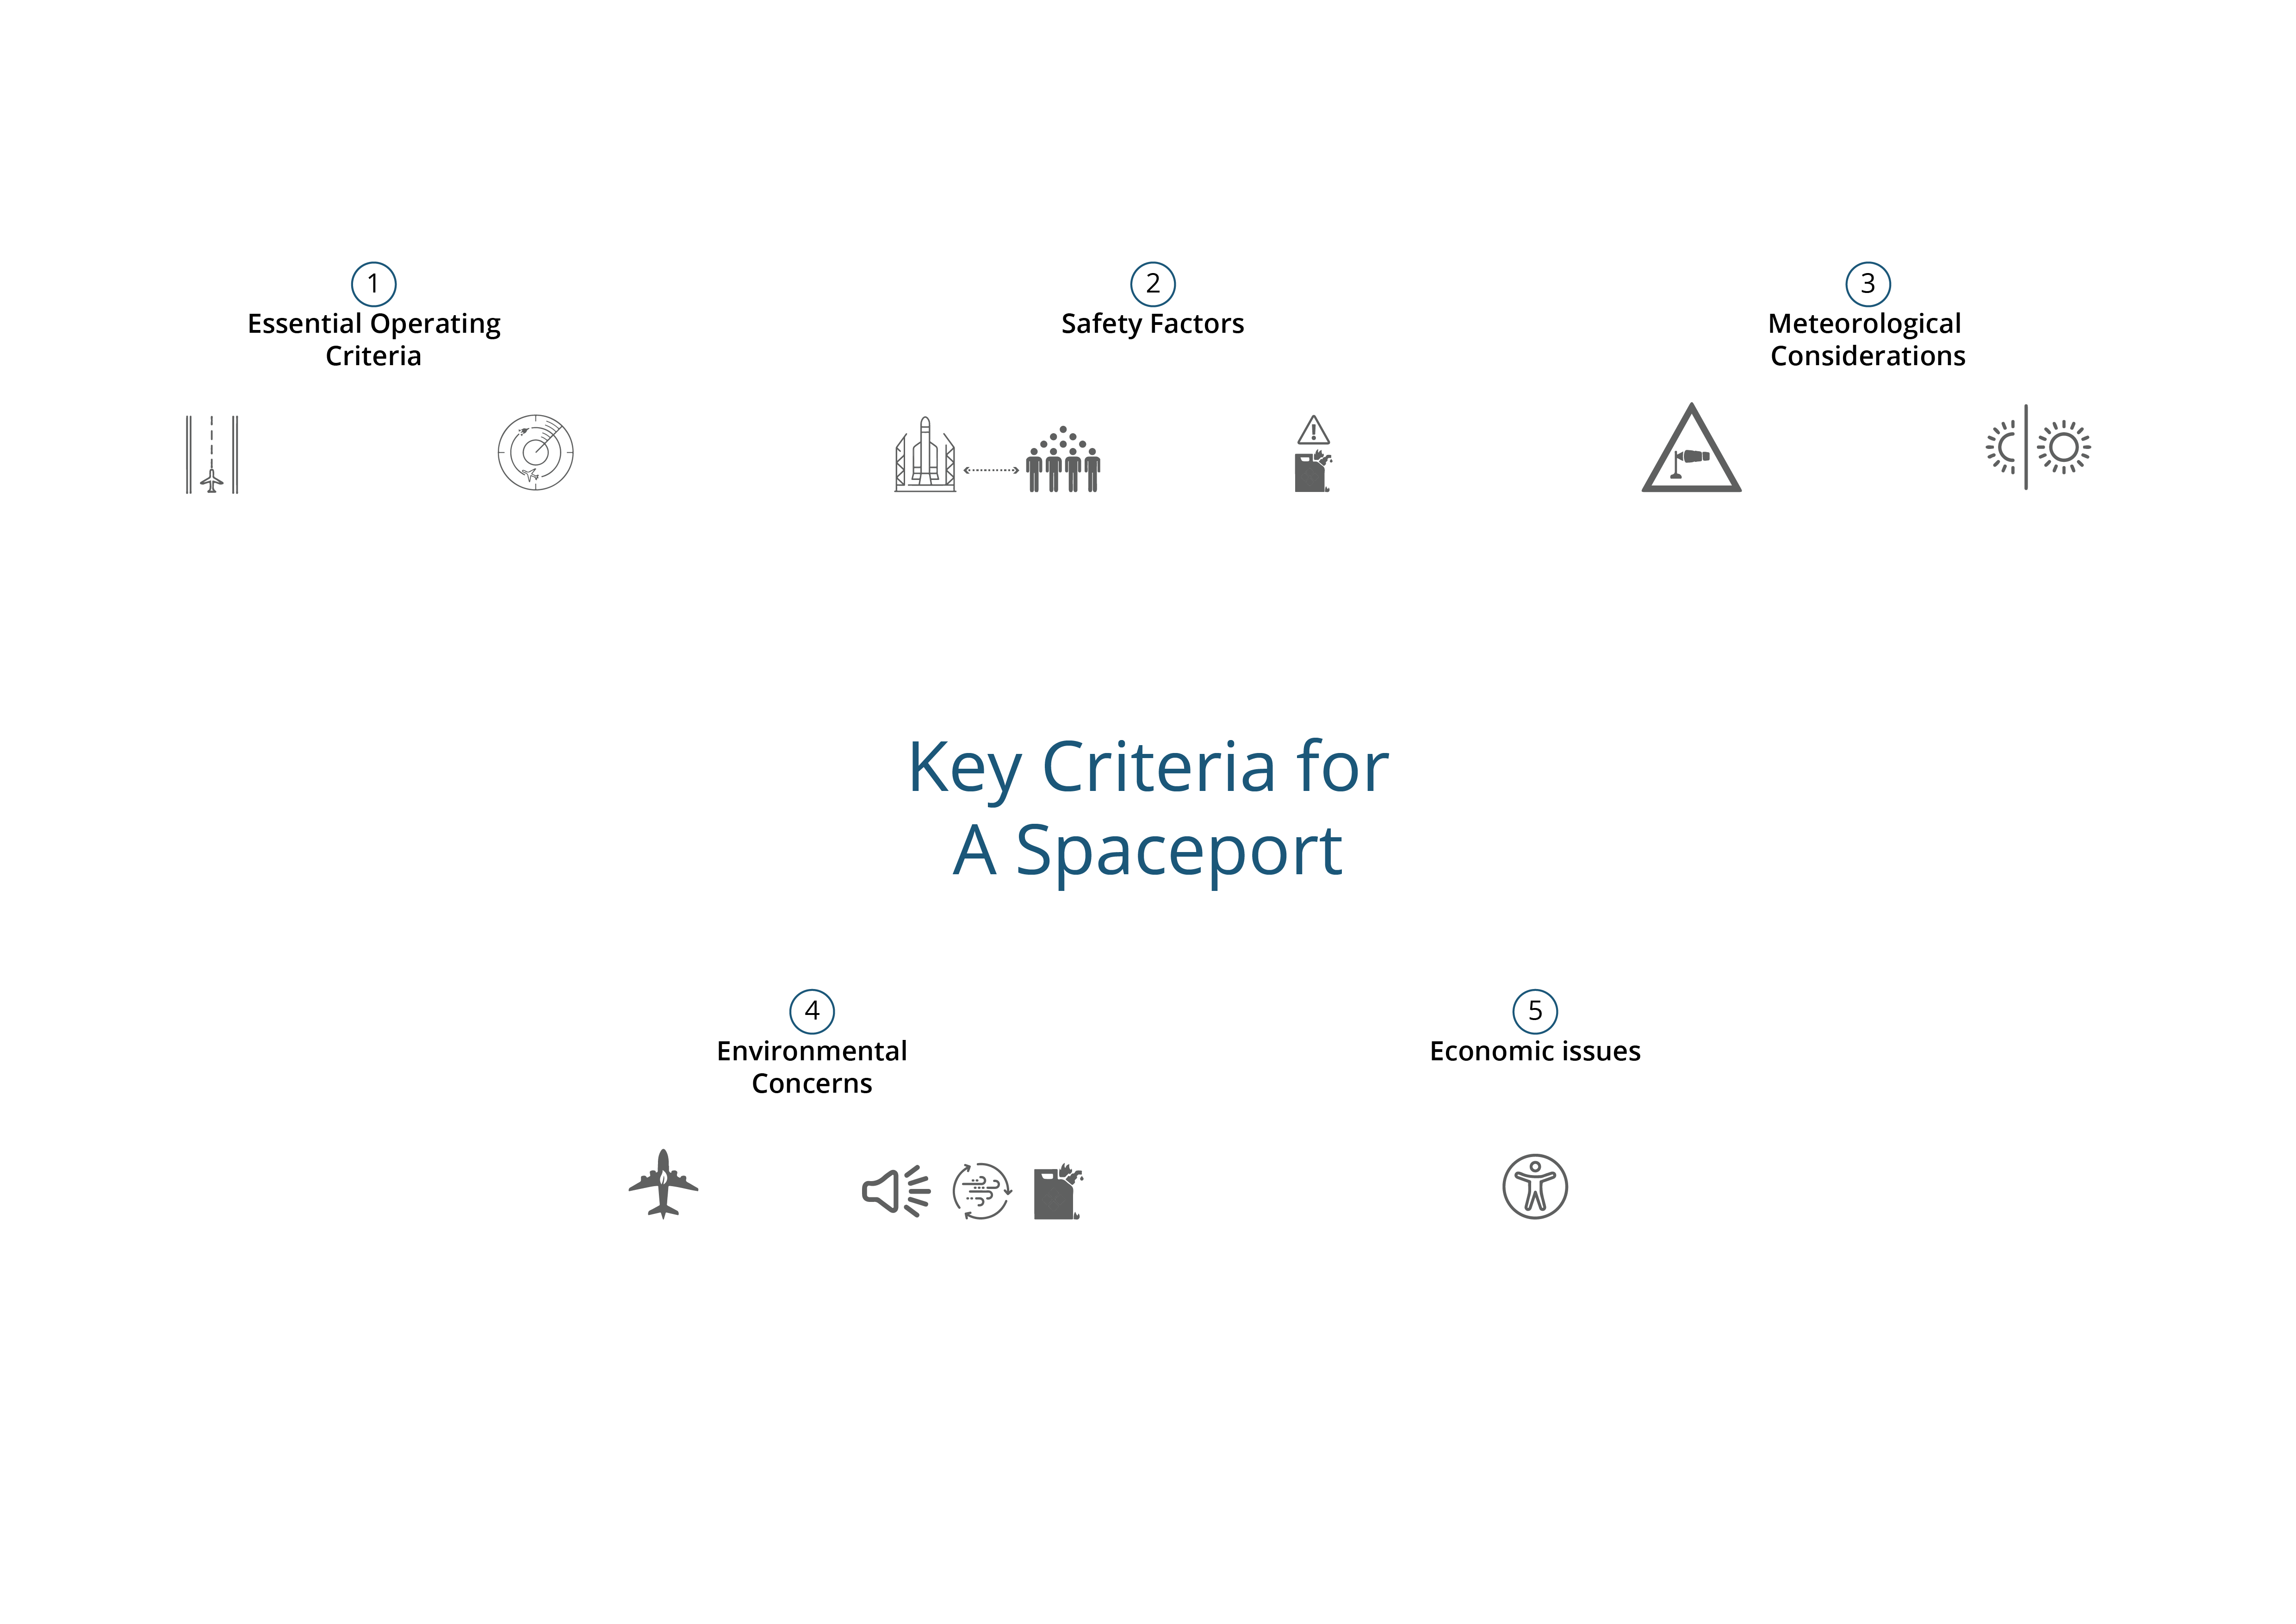 1
Essential Operating
Criteria
2
Safety Factors
3
Meteorological
Considerations
Key Criteria for
A Spaceport
4
Environmental
Concerns
5
Economic issues